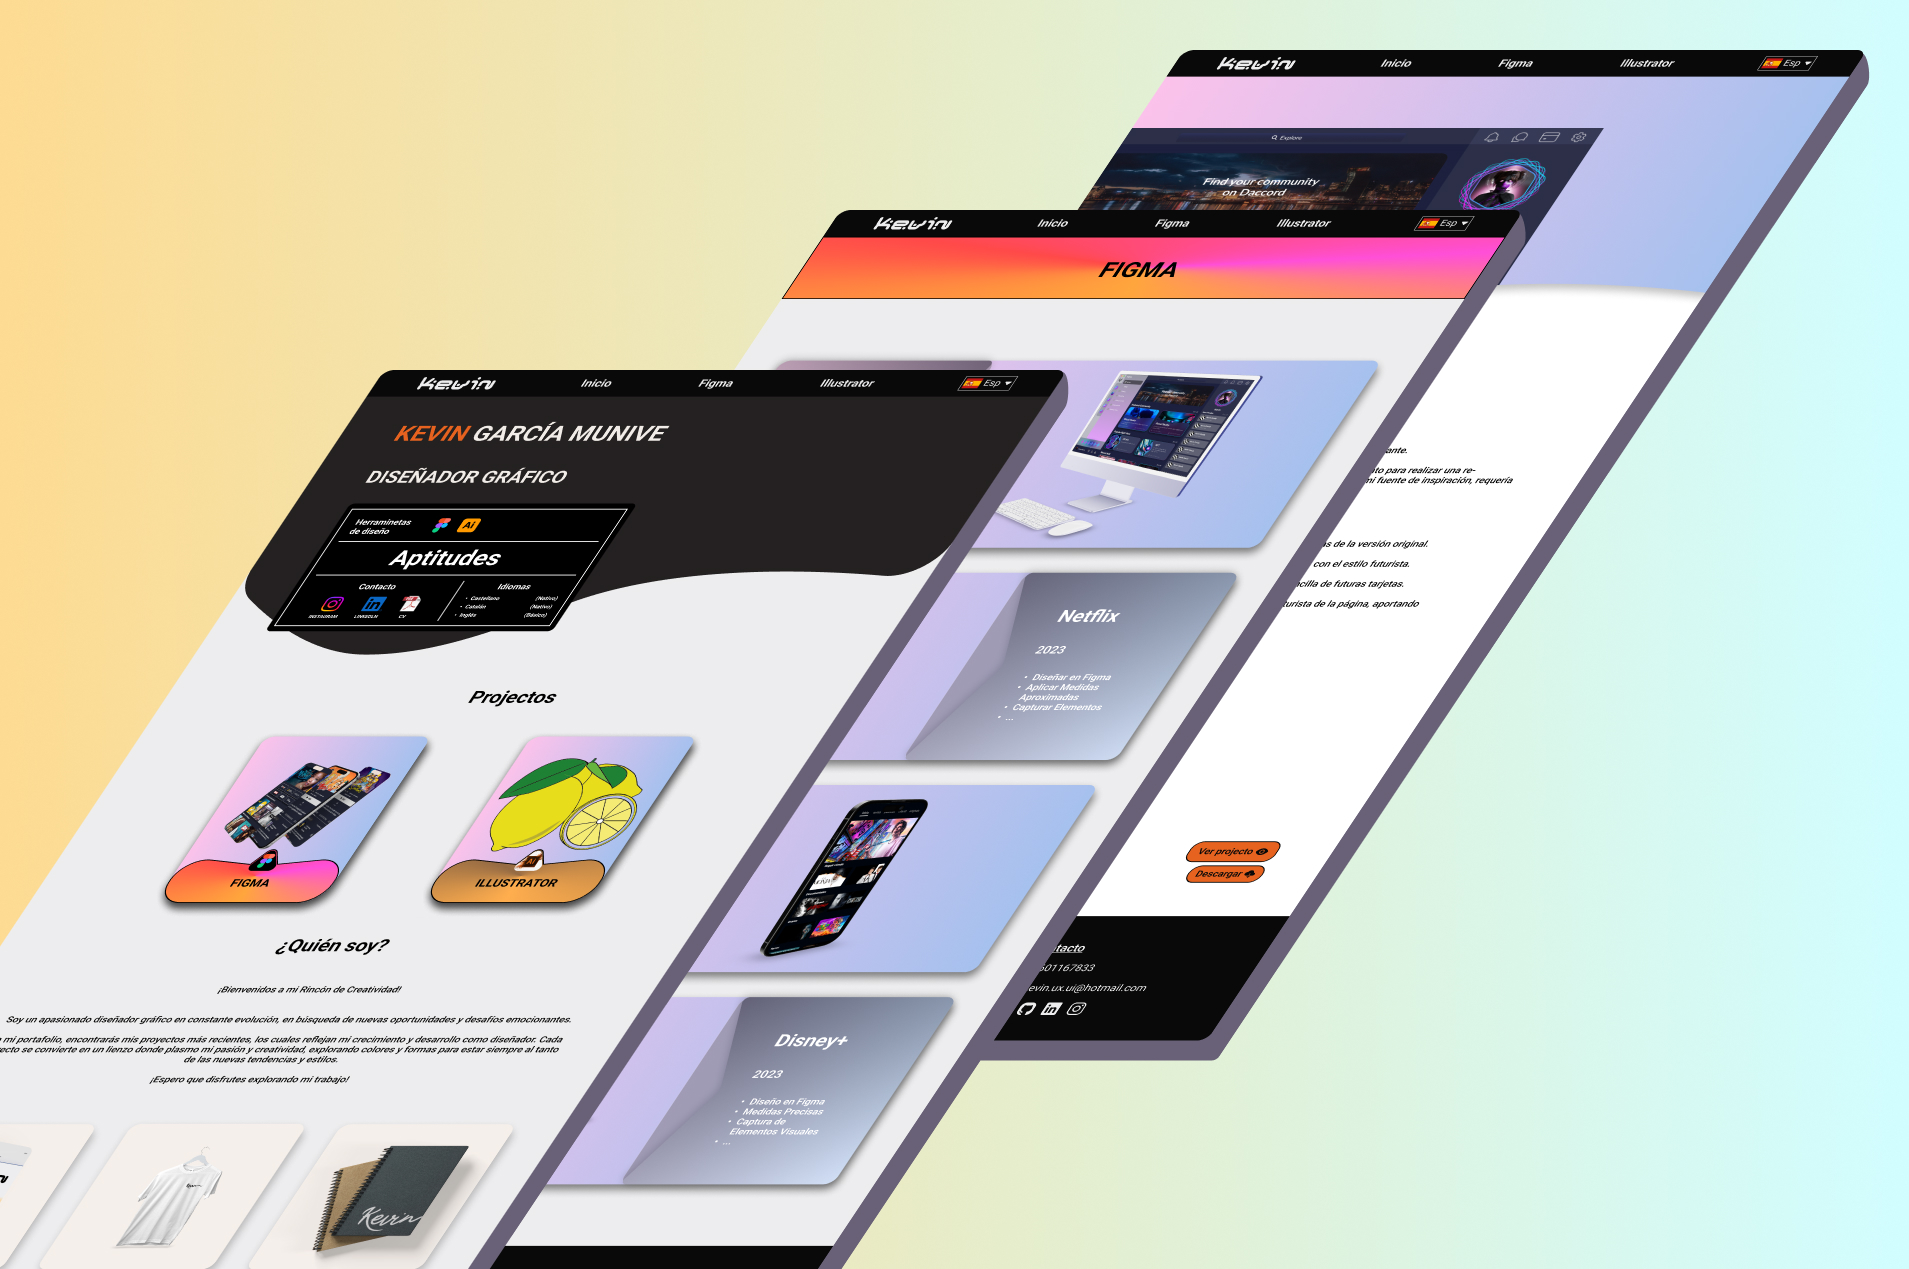 Kevin
Inicio
Figma
Illustrator
Esp
KEVIN GARCÍA MUNIVE
DISEÑADOR GRÁFICO
Herraminetas
de diseño
Ai
Aptitudes
Contacto
INSTAGRAM
LINKEDLN
CV
Idiomas
• Castellano (Nativo)
• Catalán (Nativo)
• Inglés (Básico)
Projectos
FIGMA
Ai
ILLUSTRATOR
¿Quién soy?
¡Bienvenidos a mi Rincón de Creatividad!
Soy un apasionado diseñador gráfico en constante evolución, en búsqueda de nuevas oportunidades y desafíos emocionantes.
mi portafolio, encontrarás mis proyectos más recientes, los cuales reflejan mi crecimiento y desarrollo como diseñador. Cada
ecto se convierte en un lienzo donde plasmo mi pasión y creatividad, explorando colores y formas para estar siempre al tanto
de las nuevas tendencias y estilos.
¡Espero que disfrutes explorando mi trabajo!
Kevin
Kevin
Inicio
Figma
Illustrator
Esp
FIGMA
Netflix
2023
• Diseñar en Figma
• Aplicar Medidas
Aproximadas
• Capturar Elementos
• ...
Disney+
2023
• Diseño en Figma
• Medidas Precisas
• Captura de
Elementos Visuales
• ...
Kevin
Inicio
Figma
Illustrator
Esp
Explore
Find your community
on Daccord
ante.
to para realizar una re-
mi fuente de inspiración, requería
as de la versión original.
con el estilo futurista.
ncilla de futuras tarjetas.
turista de la página, aportando
Ver projecto
Descargar
ntacto
601167833
evin.ux.ui@hotmail.com
in